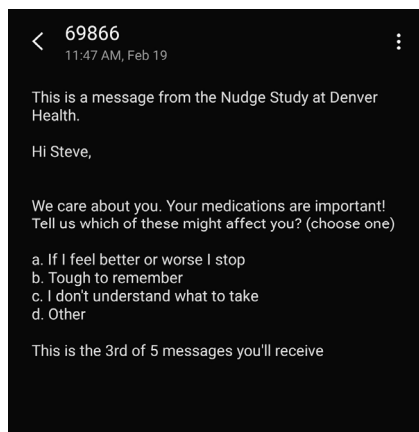 69866
11:47 AM, Feb 19
This is a message from the Nudge Study at Denver
Health.
Hi Steve,
We care about you. Your medications are important!
Tell us which of these might affect you? (choose one)
a. If I feel better or worse I stop
b. Tough to remember
c. I don't understand what to take
d. Other
This is the 3rd of 5 messages you'll receive